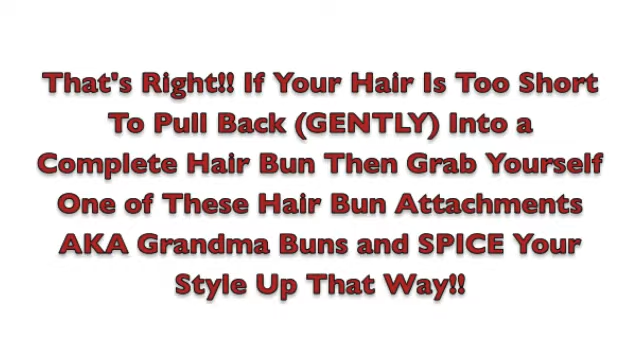 That's Right!! If Your Hair Is Too Short
To Pull Back (GENTLY) Into a
Complete Hair Bun Then Grab Yourself
One of These Hair Bun Attachments
AKA Grandma Buns and SPICE Your
Style Up That Way!!